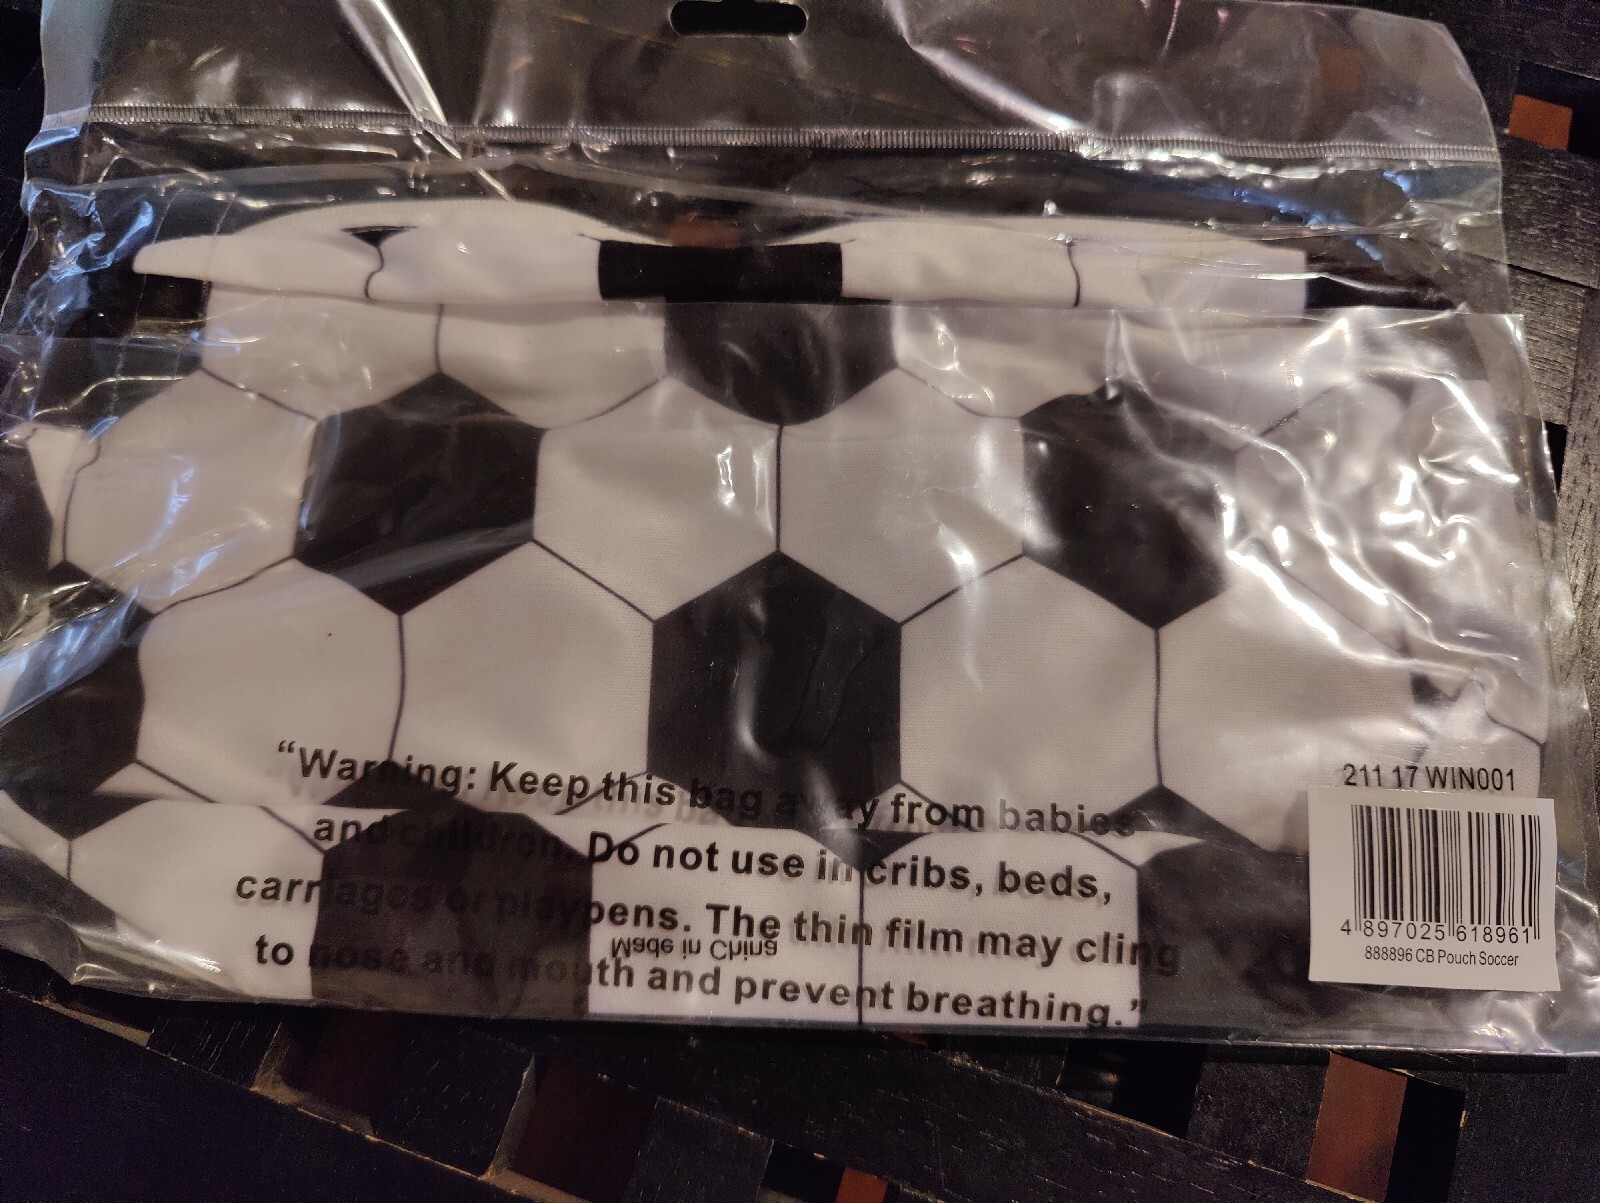 “Warning: Keep this bag away from babies
and children. Do not use in cribs, beds,
carriages or playpens. The thin film may cling
Made in China
to nose and mouth and prevent breathing.”
211 17 WIN001
4 897025 618961
888896 CB Pouch Soccer